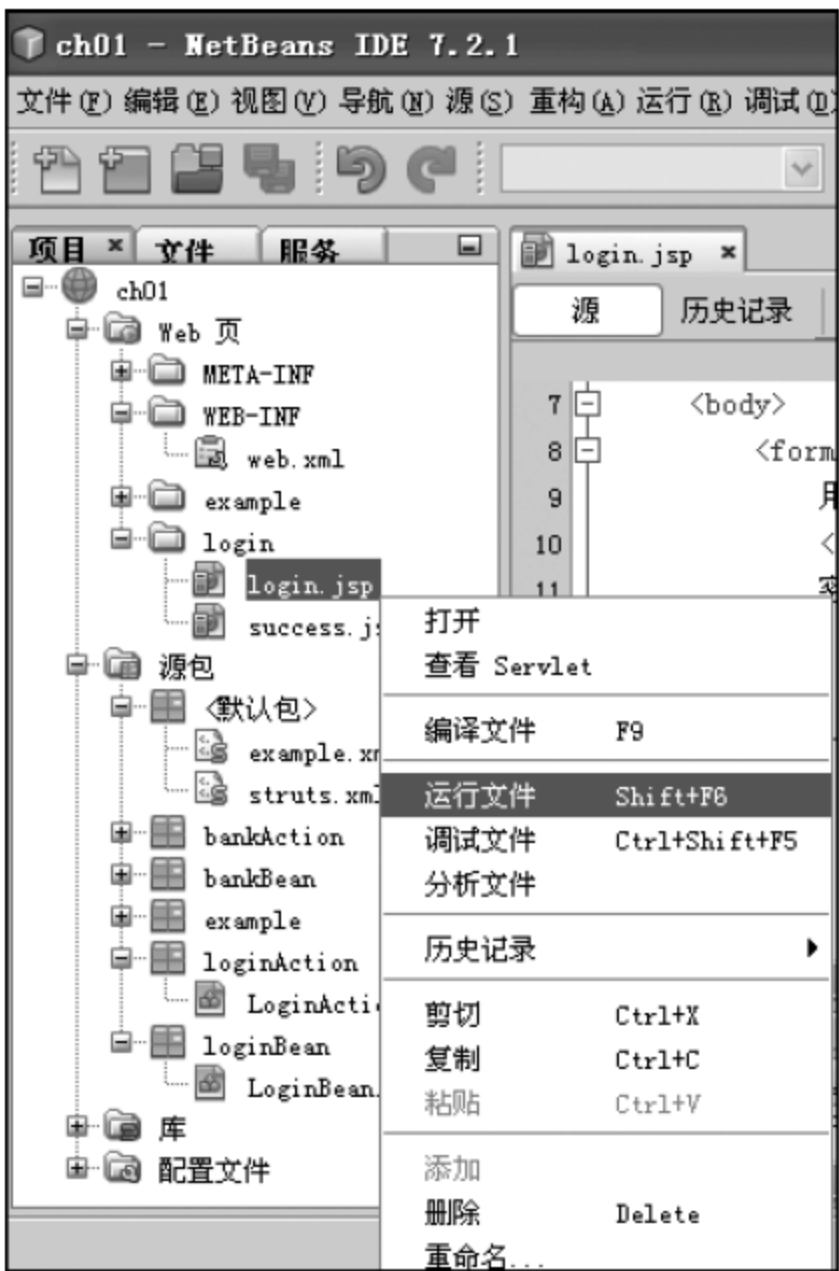 ch01 - NetBeans IDE 7.2.1
文件(F) 编辑(E) 视图(V) 导航(N) 源(S) 重构(A) 运行(R) 调试(D)
项目 文件 服务
login.jsp
源 历史记录
ch01
Web 页
META-INF
WEB-INF
web.xml
example
login
login.jsp
success.js
源包
<默认包>
example.xm
struts.xml
bankAction
bankBean
example
loginAction
LoginActi
loginBean
LoginBean.
库
配置文件
7 <body>
8 <form
9 用
10 <
11
打开
查看 Servlet
编译文件 F9
运行文件 Shift+F6
调试文件 Ctrl+Shift+F5
分析文件
历史记录
剪切 Ctrl+X
复制 Ctrl+C
粘贴 Ctrl+V
添加
删除 Delete
重命名...